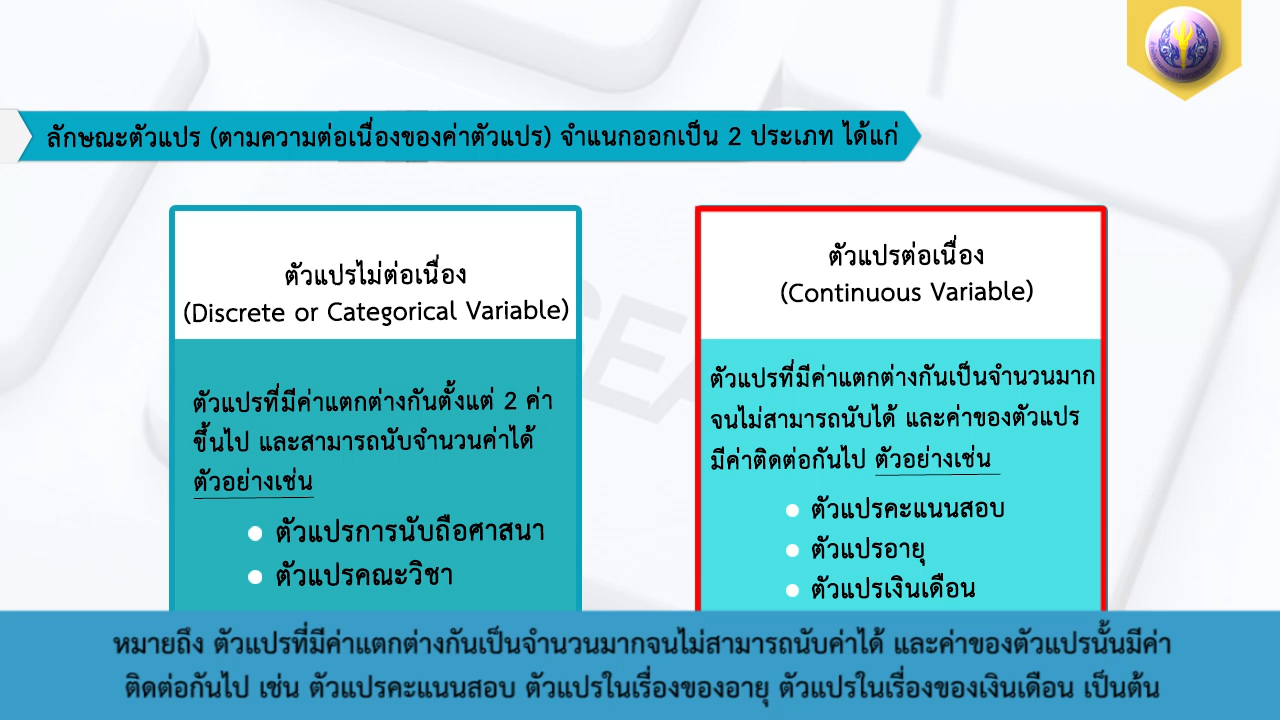 ลักษณะตัวแปร (ตามความต่อเนื่องของค่าตัวแปร) จำแนกออกเป็น 2 ประเภท ได้แก่
ตัวแปรไม่ต่อเนื่อง
(Discrete or Categorical Variable)
ตัวแปรที่มีค่าแตกต่างกันตั้งแต่ 2 ค่า
ขึ้นไป และสามารถนับจำนวนค่าได้
ตัวอย่างเช่น
ตัวแปรการนับถือศาสนา
ตัวแปรคณะวิชา
ตัวแปรต่อเนื่อง
(Continuous Variable)
ตัวแปรที่มีค่าแตกต่างกันเป็นจำนวนมาก
จนไม่สามารถนับได้ และค่าของตัวแปร
มีค่าติดต่อกันไป ตัวอย่างเช่น
ตัวแปรคะแนนสอบ
ตัวแปรอายุ
ตัวแปรเงินเดือน
หมายถึง ตัวแปรที่มีค่าแตกต่างกันเป็นจำนวนมากจนไม่สามารถนับค่าได้ และค่าของตัวแปรนั้นมีค่า
ติดต่อกันไป เช่น ตัวแปรคะแนนสอบ ตัวแปรในเรื่องของอายุ ตัวแปรในเรื่องของเงินเดือน เป็นต้น